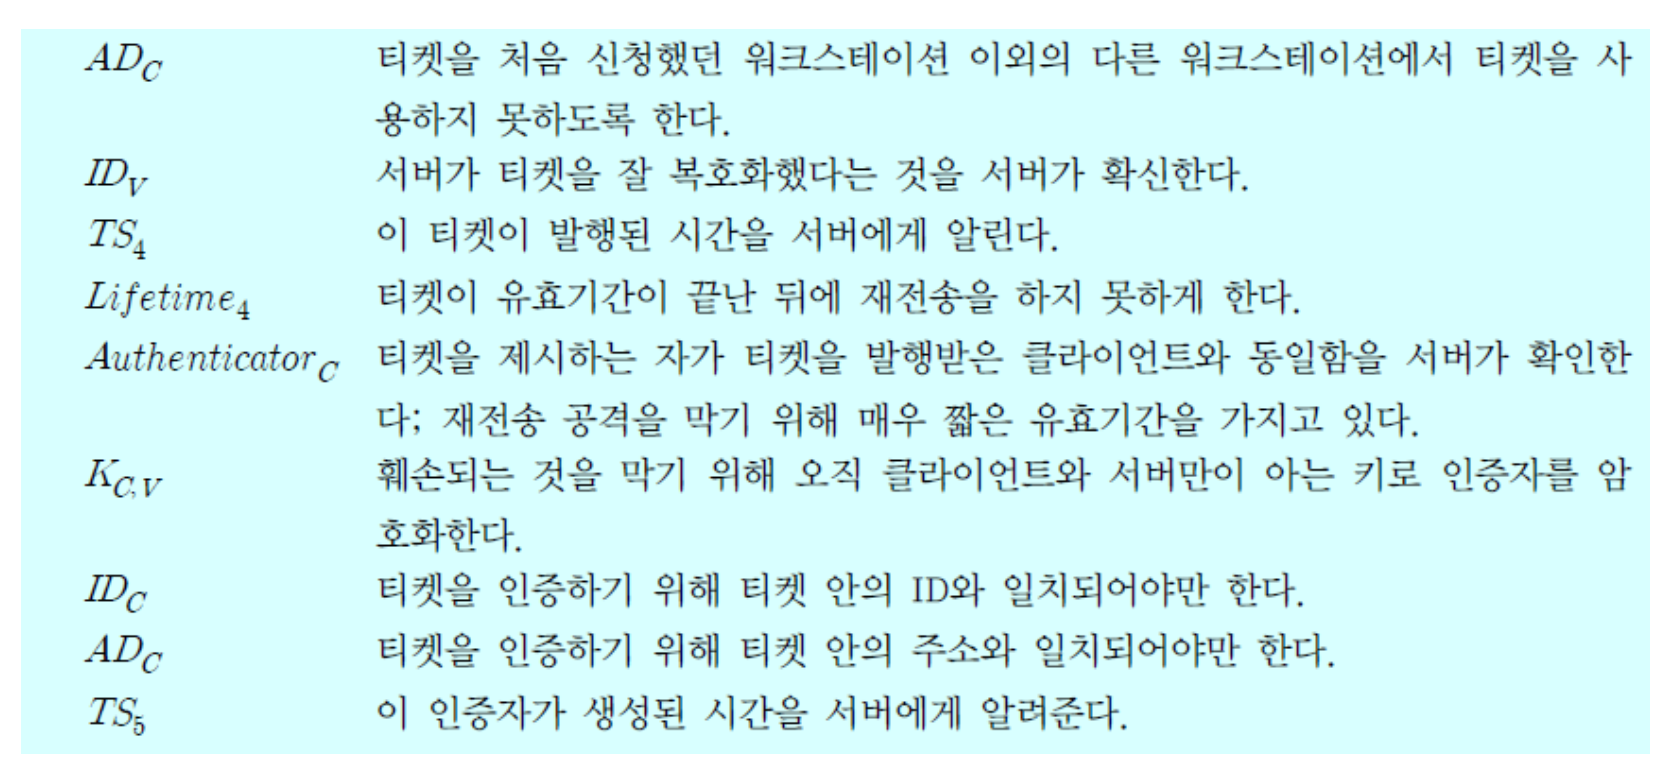 AD_C 티켓을 처음 신청했던 워크스테이션 이외의 다른 워크스테이션에서 티켓을 사
용하지 못하도록 한다.
ID_V 서버가 티켓을 잘 복호화했다는 것을 서버가 확신한다.
TS_4 이 티켓이 발행된 시간을 서버에게 알린다.
Lifetime_4 티켓이 유효기간이 끝난 뒤에 재전송을 하지 못하게 한다.
Authenticator_C 티켓을 제시하는 자가 티켓을 발행받은 클라이언트와 동일함을 서버가 확인한
다; 재전송 공격을 막기 위해 매우 짧은 유효기간을 가지고 있다.
K_{C,V} 훼손되는 것을 막기 위해 오직 클라이언트와 서버만이 아는 키로 인증자를 암
호화한다.
ID_C 티켓을 인증하기 위해 티켓 안의 ID와 일치되어야만 한다.
AD_C 티켓을 인증하기 위해 티켓 안의 주소와 일치되어야만 한다.
TS_5 이 인증자가 생성된 시간을 서버에게 알려준다.